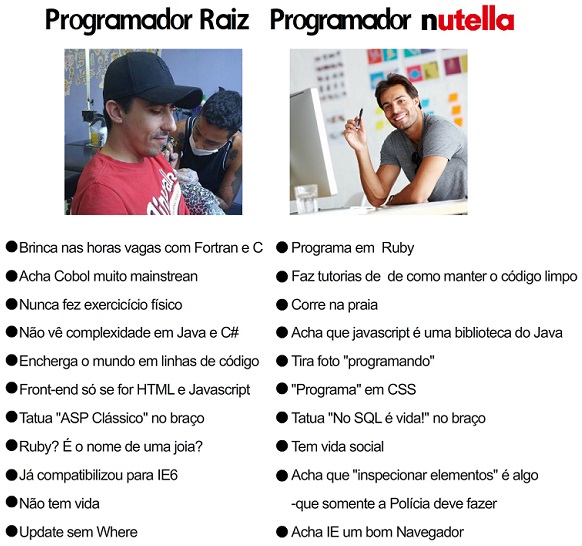 Programador Raiz
Brinca nas horas vagas com Fortran e C
Acha Cobol muito mainstrean
Nunca fez exercicício físico
Não vê complexidade em Java e C#
Encherga o mundo em linhas de código
Front-end só se for HTML e Javascript
Tatua "ASP Clássico" no braço
Ruby? É o nome de uma joia?
Já compatibilizou para IE6
Não tem vida
Update sem Where
Programador nutella
Programa em Ruby
Faz tutorias de de como manter o código limpo
Corre na praia
Acha que javascript é uma biblioteca do Java
Tira foto "programando"
"Programa" em CSS
Tatua "No SQL é vida!" no braço
Tem vida social
Acha que "inspecionar elementos" é algo
-que somente a Polícia deve fazer
Acha IE um bom Navegador